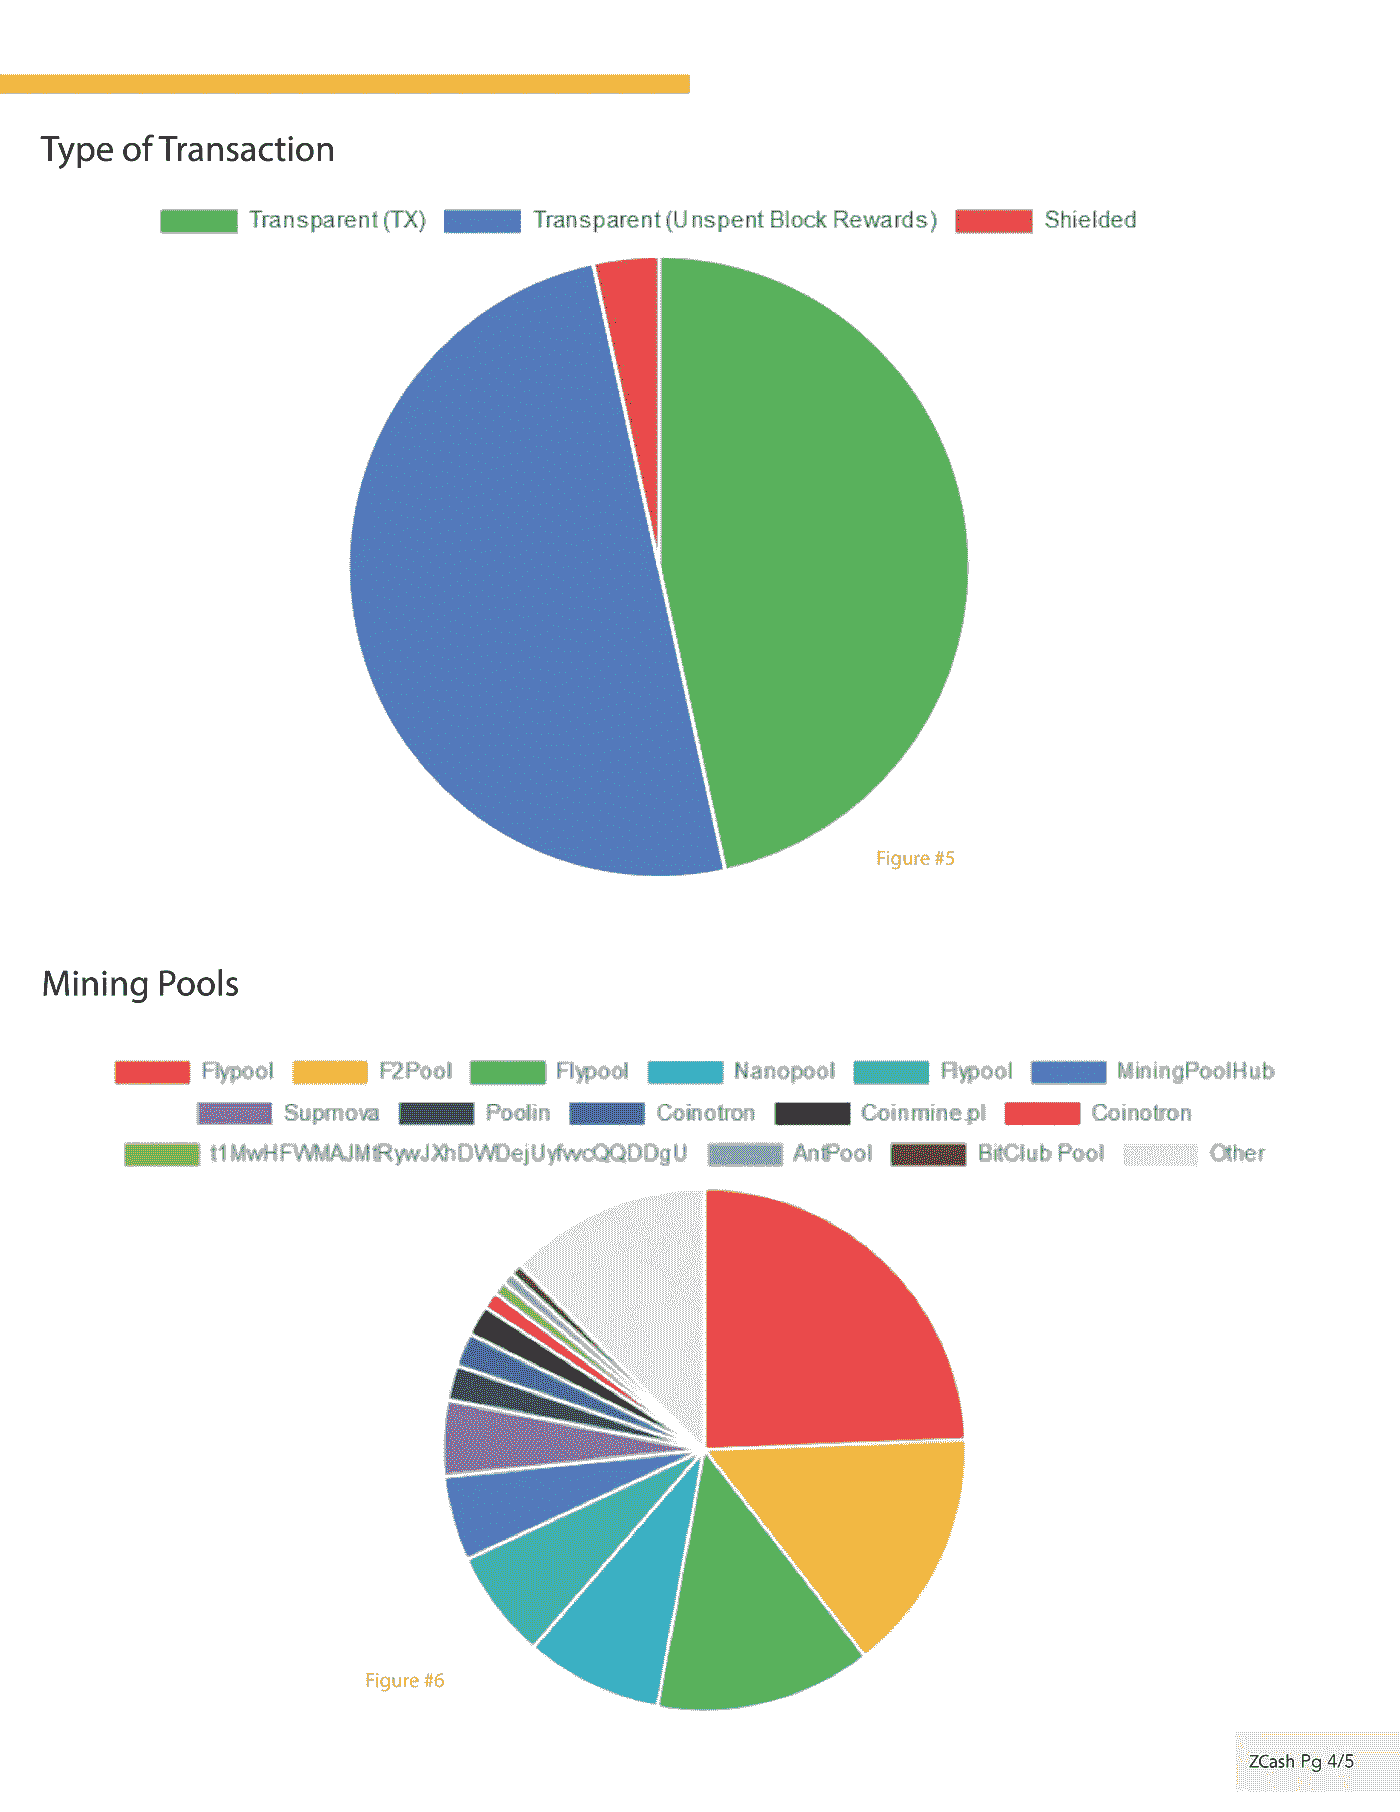 Type of Transaction
Transparent (TX) Transparent (Unspent Block Rewards) Shielded
Figure #5
Mining Pools
Flypool F2Pool Flypool Nanopool Flypool MiningPoolHub
Suprnova Poolin Coinotron Coinmine.pl Coinotron
t1MwHFWMAJMtRywJXhDWDejUyfwcQQDDgU AntPool BitClub Pool Other
Figure #6
ZCash Pg 4/5